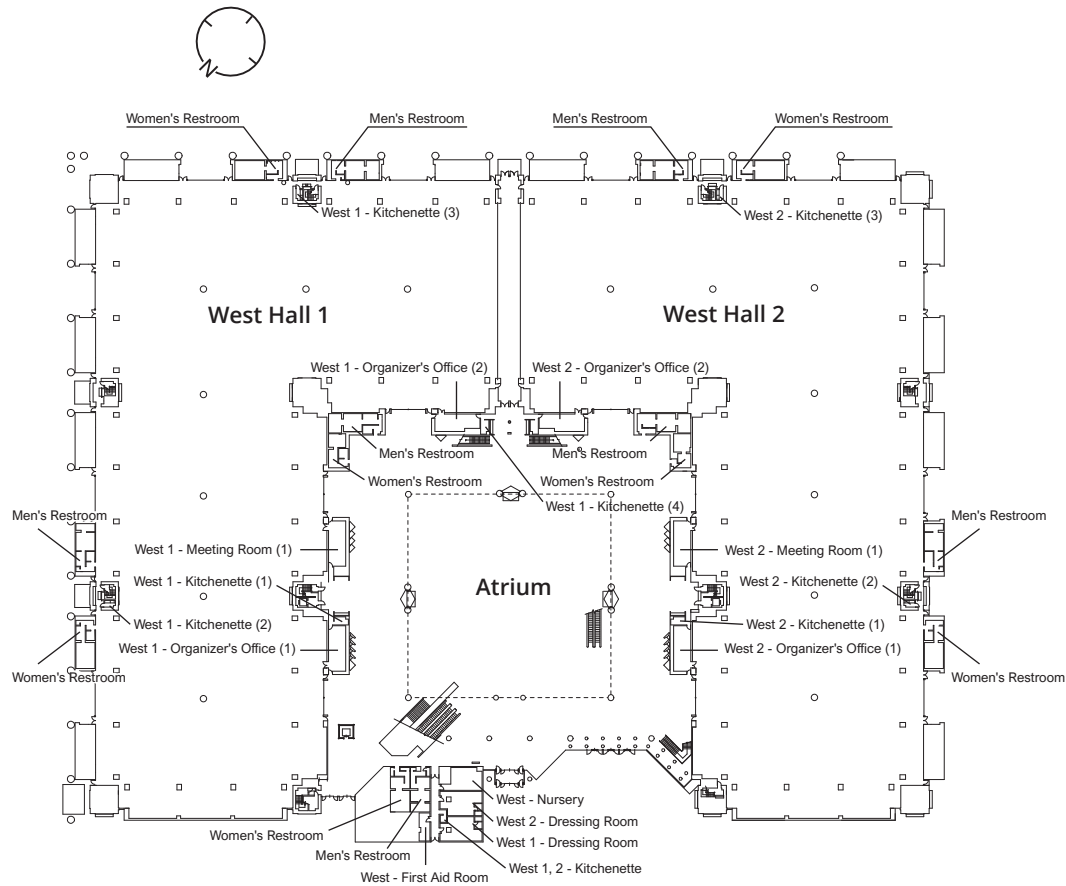 N
Women's Restroom
Men's Restroom
Men's Restroom
Women's Restroom
West 1 - Kitchenette (3)
West 2 - Kitchenette (3)
West Hall 1
West Hall 2
West 1 - Organizer's Office (2)
West 2 - Organizer's Office (2)
Men's Restroom
Men's Restroom
Women's Restroom
Women's Restroom
West 1 - Kitchenette (4)
Men's Restroom
Men's Restroom
West 1 - Meeting Room (1)
West 2 - Meeting Room (1)
West 1 - Kitchenette (1)
Atrium
West 2 - Kitchenette (2)
West 1 - Kitchenette (2)
West 2 - Kitchenette (1)
West 1 - Organizer's Office (1)
West 2 - Organizer's Office (1)
Women's Restroom
Women's Restroom
West - Nursery
West 2 - Dressing Room
Women's Restroom
West 1 - Dressing Room
Men's Restroom
West 1, 2 - Kitchenette
West - First Aid Room